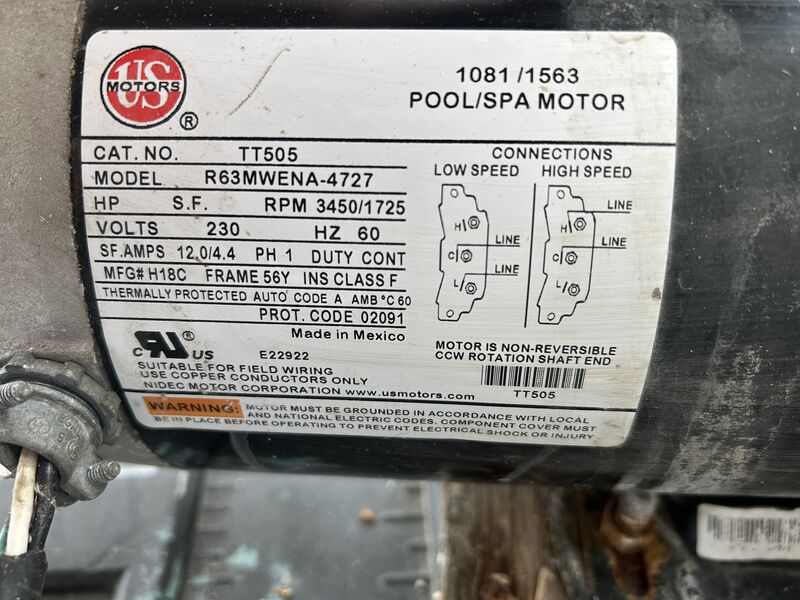 US
MOTORS
®
1081 /1563
POOL/SPA MOTOR
CAT. NO. TT505
MODEL R63MWENA-4727
HP S.F. RPM 3450/1725
VOLTS 230 HZ 60
SF. AMPS 12.0/4.4 PH 1 DUTY CONT
MFG# H18C FRAME 56Y INS CLASS F
THERMALLY PROTECTED AUTO CODE A AMB °C 60
PROT. CODE 02091
Made in Mexico
CONNECTIONS
LOW SPEED HIGH SPEED
H LINE
C LINE
L
H LINE
C LINE
L
MOTOR IS NON-REVERSIBLE
CCW ROTATION SHAFT END
TT505
C UR US ® E22922
SUITABLE FOR FIELD WIRING
USE COPPER CONDUCTORS ONLY
NIDEC MOTOR CORPORATION www.usmotors.com
WARNING: MOTOR MUST BE GROUNDED IN ACCORDANCE WITH LOCAL
AND NATIONAL ELECTRIC CODES. COMPONENT COVER MUST
BE IN PLACE BEFORE OPERATING TO PREVENT ELECTRICAL SHOCK OR INJURY